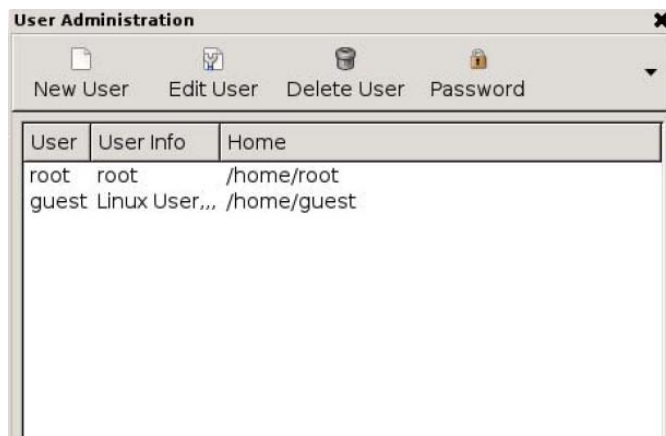 User Administration
New User Edit User Delete User Password
User User Info Home
root root /home/root
guest Linux User,,, /home/guest